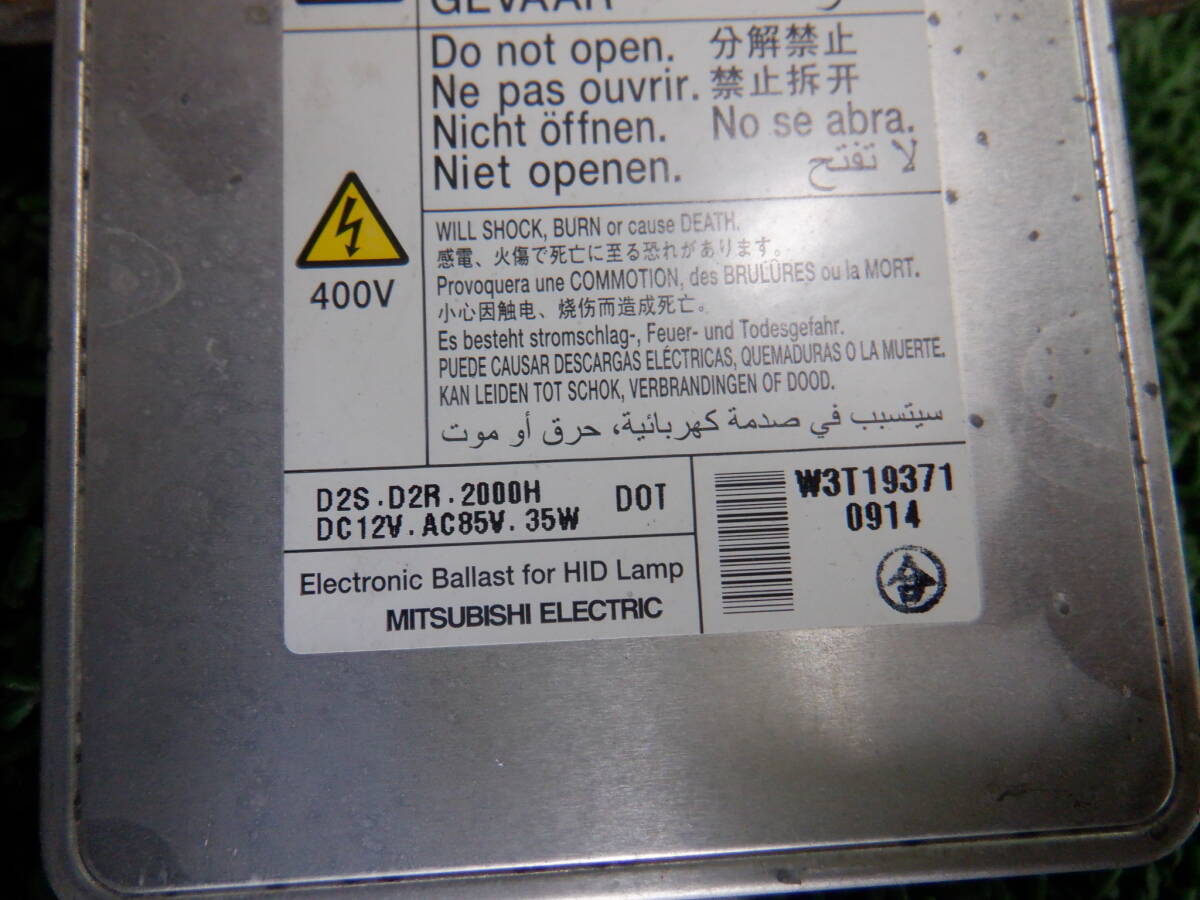 GEVAAR
Do not open. 分解禁止
Ne pas ouvrir. 禁止拆开
Nicht öffnen. No se abra.
Niet openen. لا تفتح
400V
WILL SHOCK, BURN or cause DEATH.
感電、火傷で死亡に至る恐れがあります。
Provoquera une COMMOTION, des BRULÛRES ou la MORT.
小心因触电、烧伤而造成死亡。
Es besteht stromschlag-, Feuer- und Todesgefahr.
PUEDE CAUSAR DESCARGAS ELÉCTRICAS, QUEMADURAS O LA MUERTE.
KAN LEIDEN TOT SCHOK, VERBRANDINGEN OF DOOD.
سيتسبب في صدمة كهربائية، حرق أو موت
D2S.D2R.2000H DOT
DC12V.AC85V.35W
Electronic Ballast for HID Lamp
MITSUBISHI ELECTRIC
W3T19371
0914
合